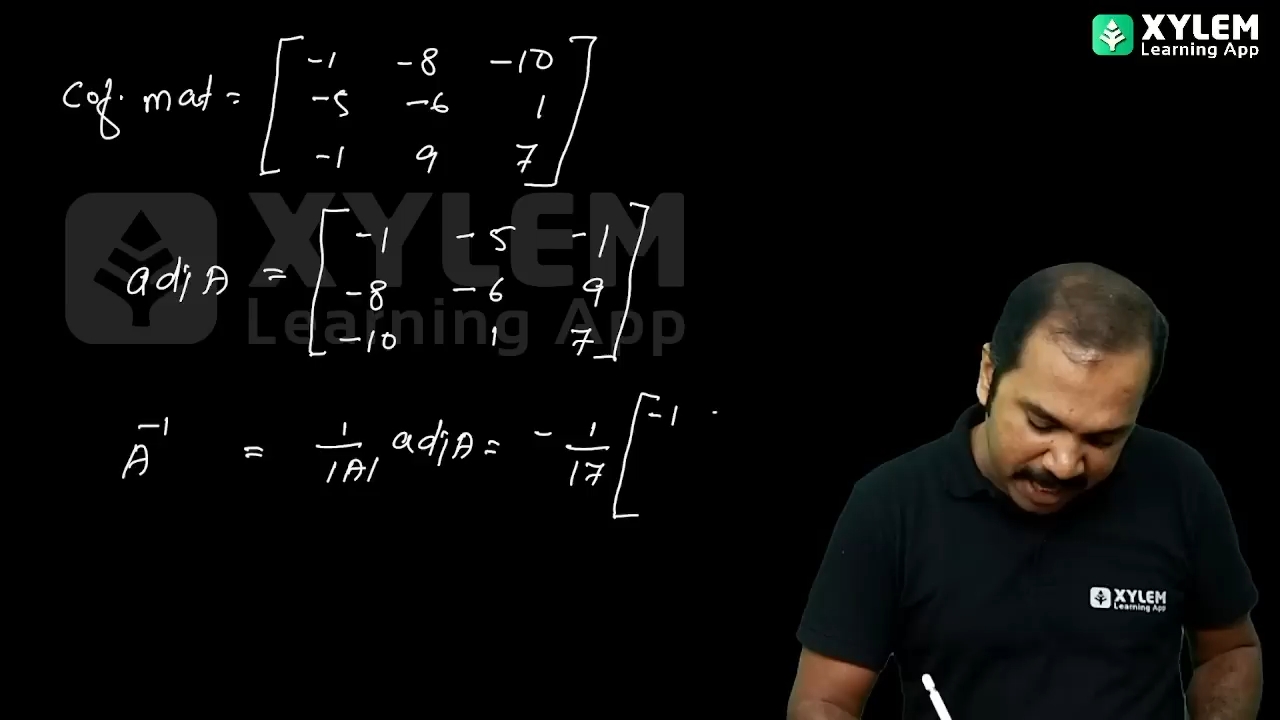 XYLEM
Learning App
Cof. mat = [ -1 -8 -10
-5 -6 1
-1 9 7 ]
XYLEM
Learning App
adj A = [ -1 -5 -1
-8 -6 9
-10 1 7 ]
A⁻¹ = 1/|A| adj A = - 1/17 [ -1
XYLEM
Learning App